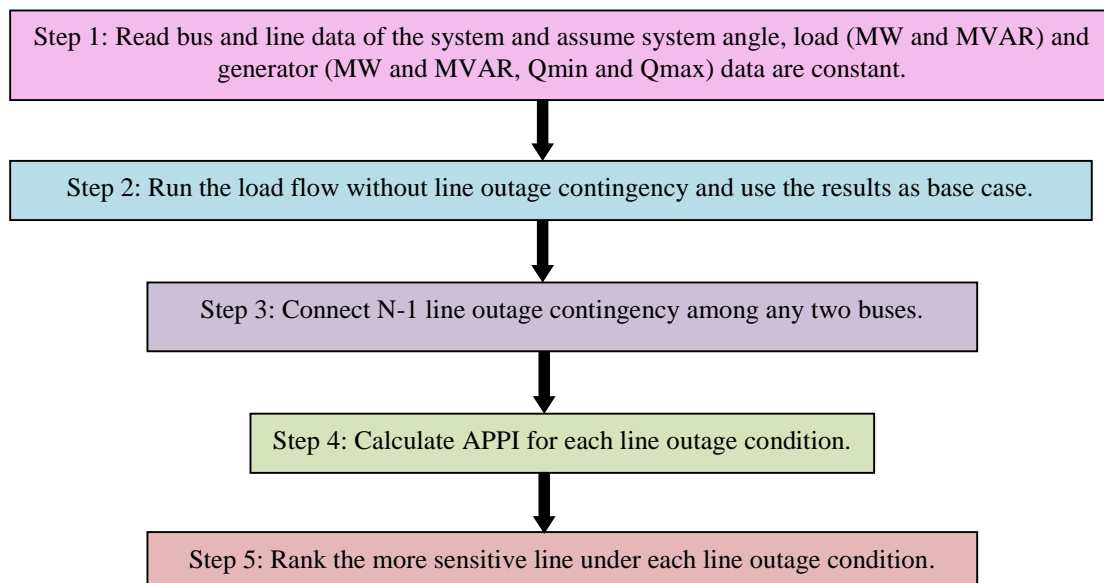 Step 1: Read bus and line data of the system and assume system angle, load (MW and MVAR) and
generator (MW and MVAR, Qmin and Qmax) data are constant.
Step 2: Run the load flow without line outage contingency and use the results as base case.
Step 3: Connect N-1 line outage contingency among any two buses.
Step 4: Calculate APPI for each line outage condition.
Step 5: Rank the more sensitive line under each line outage condition.